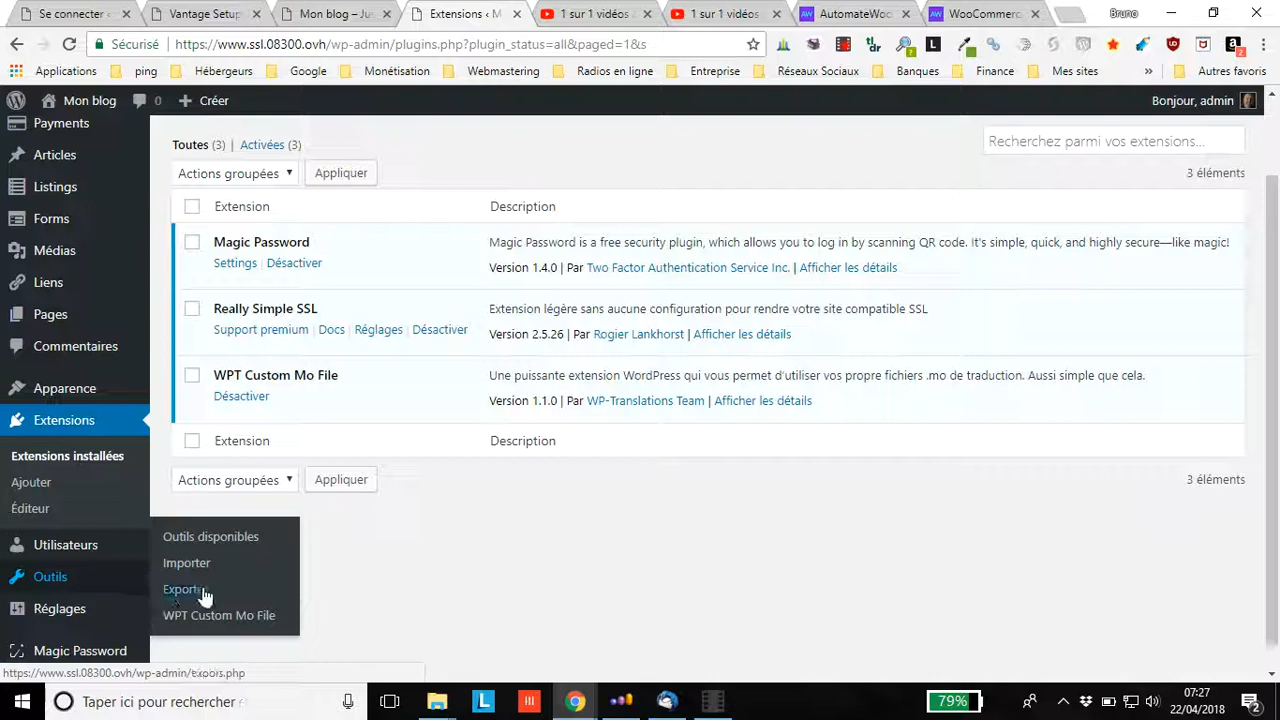 Se connecter
Vantage Setup
Mon blog – Ju
Extensions ‹ M
1 sur 1 vidéos
1 sur 1 vidéos
AutomateWoo
WooCommerc
Bruno
Sécurisé
https://www.ssl.08300.ovh/wp-admin/plugins.php?plugin_status=all&paged=1&s
tl;dr
Applications
ping
Hébergeurs
Google
Monétisation
Webmastering
Radios en ligne
Entreprise
Réseaux Sociaux
Banques
Finance
Mes sites
»
Autres favoris
Mon blog
0
Créer
Bonjour, admin
Payments
Articles
Listings
Forms
Médias
Liens
Pages
Commentaires
Apparence
Extensions
Extensions installées
Ajouter
Éditeur
Utilisateurs
Outils
Réglages
Magic Password
Outils disponibles
Importer
WPT Custom Mo File
Toutes (3) | Activées (3)
Recherchez parmi vos extensions...
Actions groupées
Appliquer
3 éléments
Extension
Description
Magic Password
Settings | Désactiver
Magic Password is a free security plugin, which allows you to log in by scanning QR code. It's simple, quick, and highly secure—like magic!
Version 1.4.0 | Par Two Factor Authentication Service Inc. | Afficher les détails
Really Simple SSL
Support premium | Docs | Réglages | Désactiver
Extension légère sans aucune configuration pour rendre votre site compatible SSL
Version 2.5.26 | Par Rogier Lankhorst | Afficher les détails
WPT Custom Mo File
Désactiver
Une puissante extension WordPress qui vous permet d'utiliser vos propre fichiers .mo de traduction. Aussi simple que cela.
Version 1.1.0 | Par WP-Translations Team | Afficher les détails
Extension
Description
Actions groupées
Appliquer
3 éléments
Taper ici pour rechercher
79%
07:27
22/04/2018
2